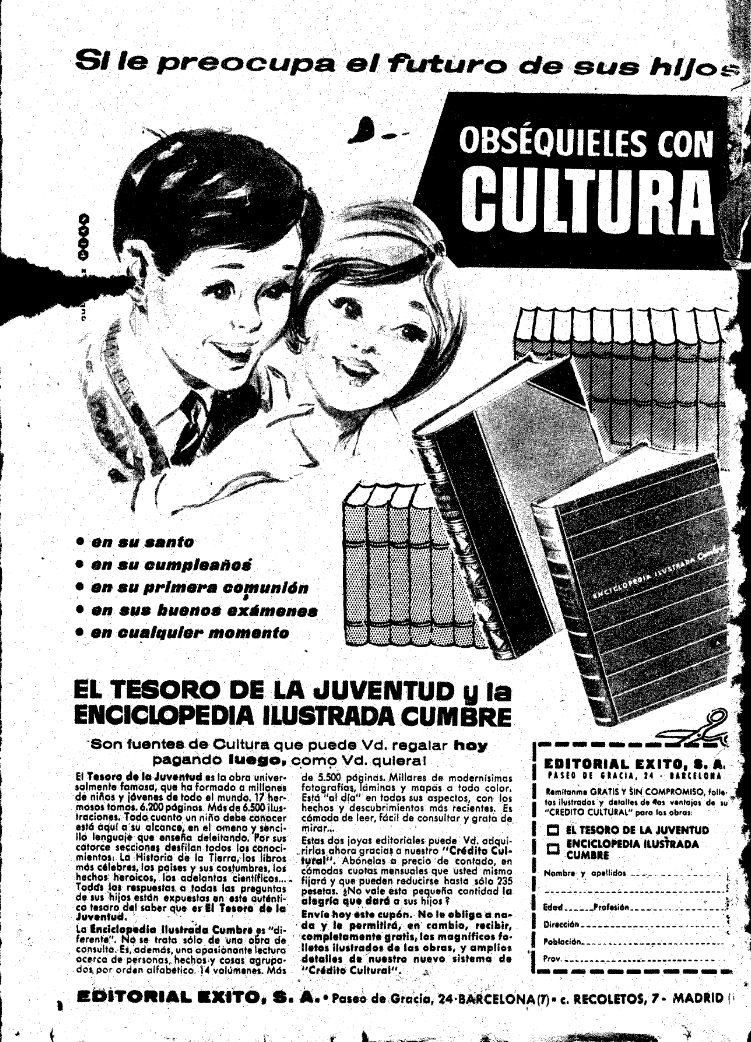 Si le preocupa el futuro de sus hijos
OBSÉQUIELES CON
CULTURA
ENCICLOPEDIA ILUSTRADA Cumbre
• en su santo
• en su cumpleaños
• en su primera comunión
• en sus buenos exámenes
• en cualquier momento
EL TESORO DE LA JUVENTUD y la
ENCICLOPEDIA ILUSTRADA CUMBRE
Son fuentes de Cultura que puede Vd. regalar hoy
pagando luego, como Vd. quiera!
El Tesoro de la Juventud es la obra univer-
salmente famosa, que ha formado a millones
de niños y jóvenes de todo el mundo. 17 her-
mosos tomos. 6.200 páginas. Más de 6.500 ilus-
traciones. Todo cuanto un niño debe conocer
está aquí a su alcance, en el ameno y senci-
llo lenguaje que enseña deleitando. Por sus
catorce secciones desfilan todos los conoci-
mientos: La Historia de la Tierra, los libros
más célebres, los países y sus costumbres, los
hechos heroicos, los adelantos científicos...
Todas las respuestas a todas las preguntas
de sus hijos están expuestas en este auténti-
co tesoro del saber que es El Tesoro de la
Juventud.
La Enciclopedia Ilustrada Cumbre es "di-
ferente". No se trata sólo de una obra de
consulta. Es, además, una apasionante lectura
acerca de personas, hechos y cosas agrupa-
dos por orden alfabético. 14 volúmenes. Más
de 5.500 páginas. Millares de modernísimas
fotografías, láminas y mapas a todo color.
Está "al día" en todos sus aspectos, con los
hechos y descubrimientos más recientes. Es
cómoda de leer, fácil de consultar y grata de
mirar...
Estas dos joyas editoriales puede Vd. adqui-
rirlas ahora gracias a nuestro "Crédito Cul-
tural". Abónelas a precio de contado, en
cómodas cuotas mensuales que usted mismo
fijará y que pueden reducirse hasta sólo 235
pesetas. ¿No vale esta pequeña cantidad la
alegría que dará a sus hijos?
Envíe hoy este cupón. No le obliga a na-
da y le permitirá, en cambio, recibir,
completamente gratis, los magníficos fo-
lletos ilustrados de las obras, y amplios
detalles de nuestro nuevo sistema de
"Crédito Cultural".
EDITORIAL EXITO, S. A.
PASEO DE GRACIA, 24 - BARCELONA
Remítanme GRATIS Y SIN COMPROMISO, folle-
tos ilustrados y detalles de las ventajas de su
"CREDITO CULTURAL" para las obras:
EL TESORO DE LA JUVENTUD
ENCICLOPEDIA ILUSTRADA
CUMBRE
Nombre y apellidos
Edad Profesión
Dirección
Población
Prov.
EDITORIAL EXITO, S. A. • Paseo de Gracia, 24-BARCELONA (7) • c. RECOLETOS, 7 - MADRID